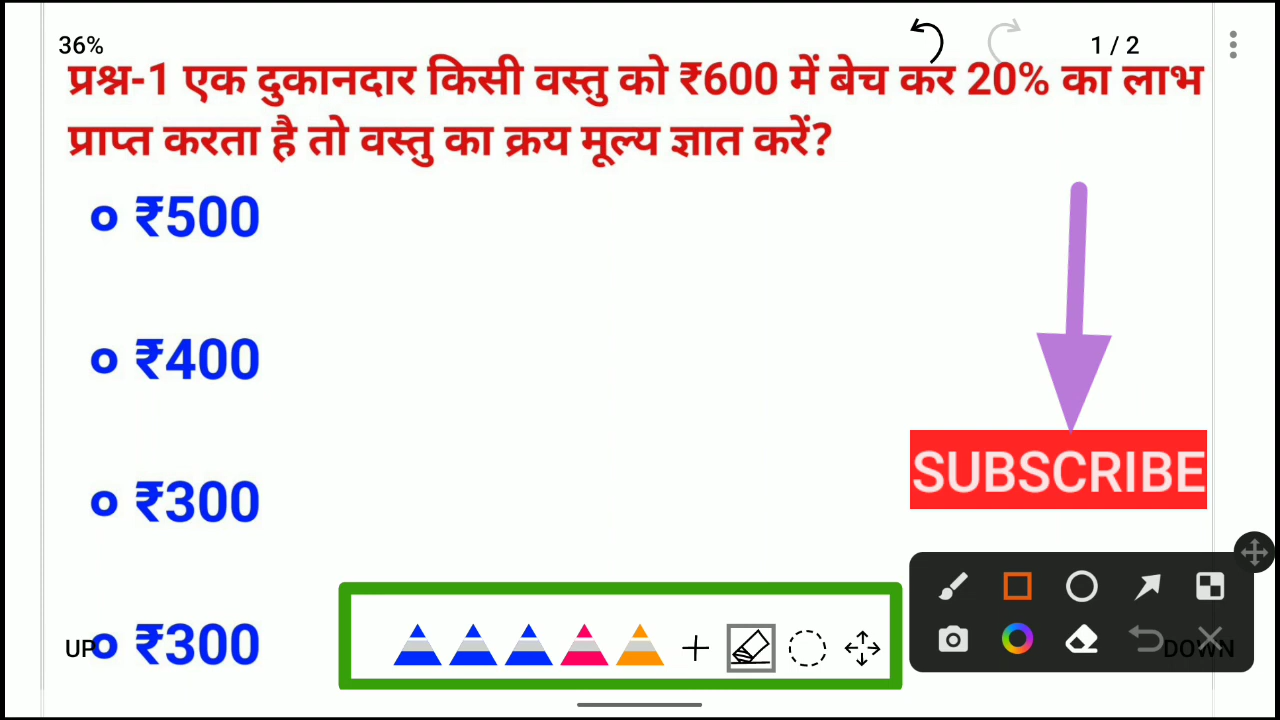 36%
1 / 2
प्रश्न-1 एक दुकानदार किसी वस्तु को ₹600 में बेच कर 20% का लाभ
प्राप्त करता है तो वस्तु का क्रय मूल्य ज्ञात करें?
o ₹500
o ₹400
o ₹300
o ₹300
SUBSCRIBE
UP
DOWN